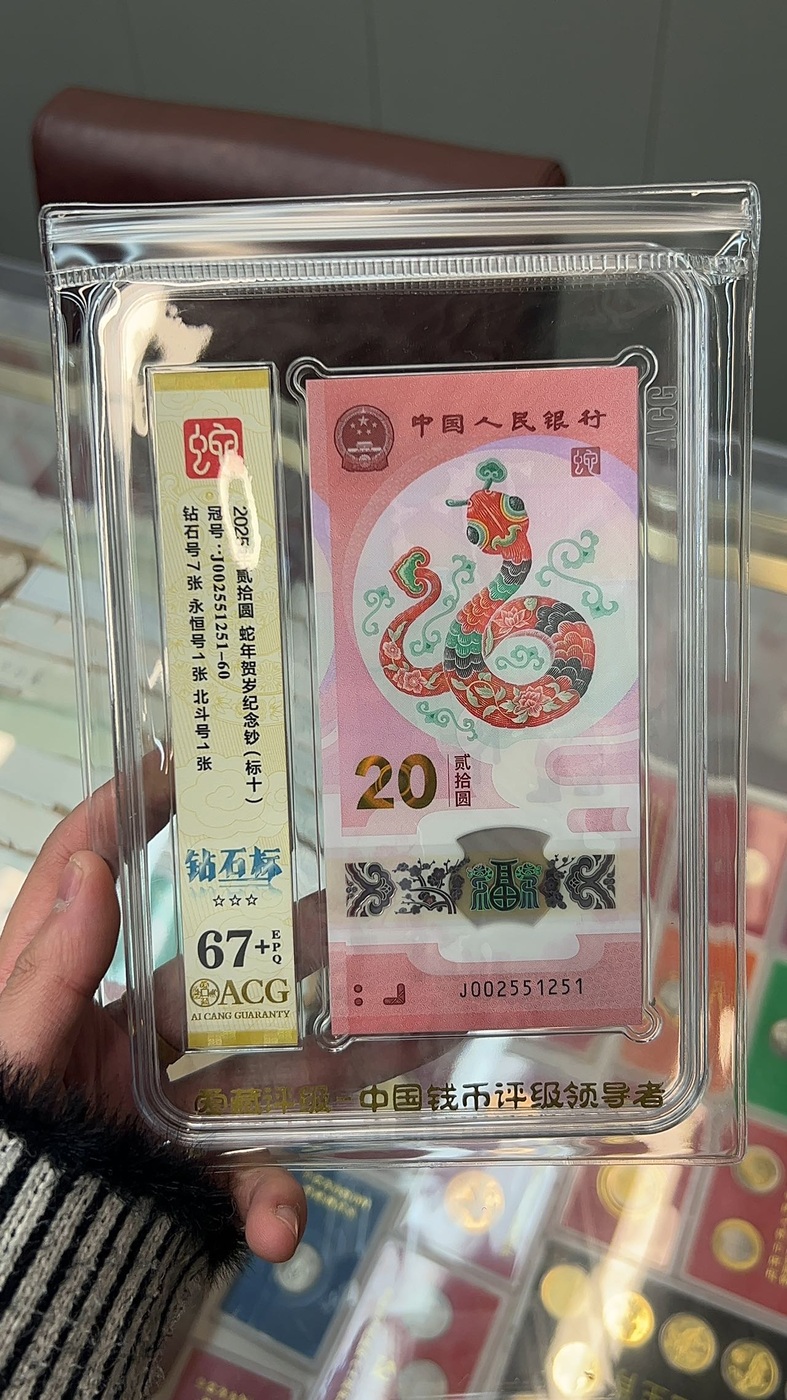 蛇
2025 贰拾圆 蛇年贺岁纪念钞(标十)
冠号:J002551251-60
钻石号7张 永恒号1张 北斗号1张
钻石标
☆☆☆
67+EPQ
ACG
AI CANG GUARANTY
中国人民银行
蛇
20
贰拾圆
福
J002551251
ACG
评级-中国钱币评级领导者